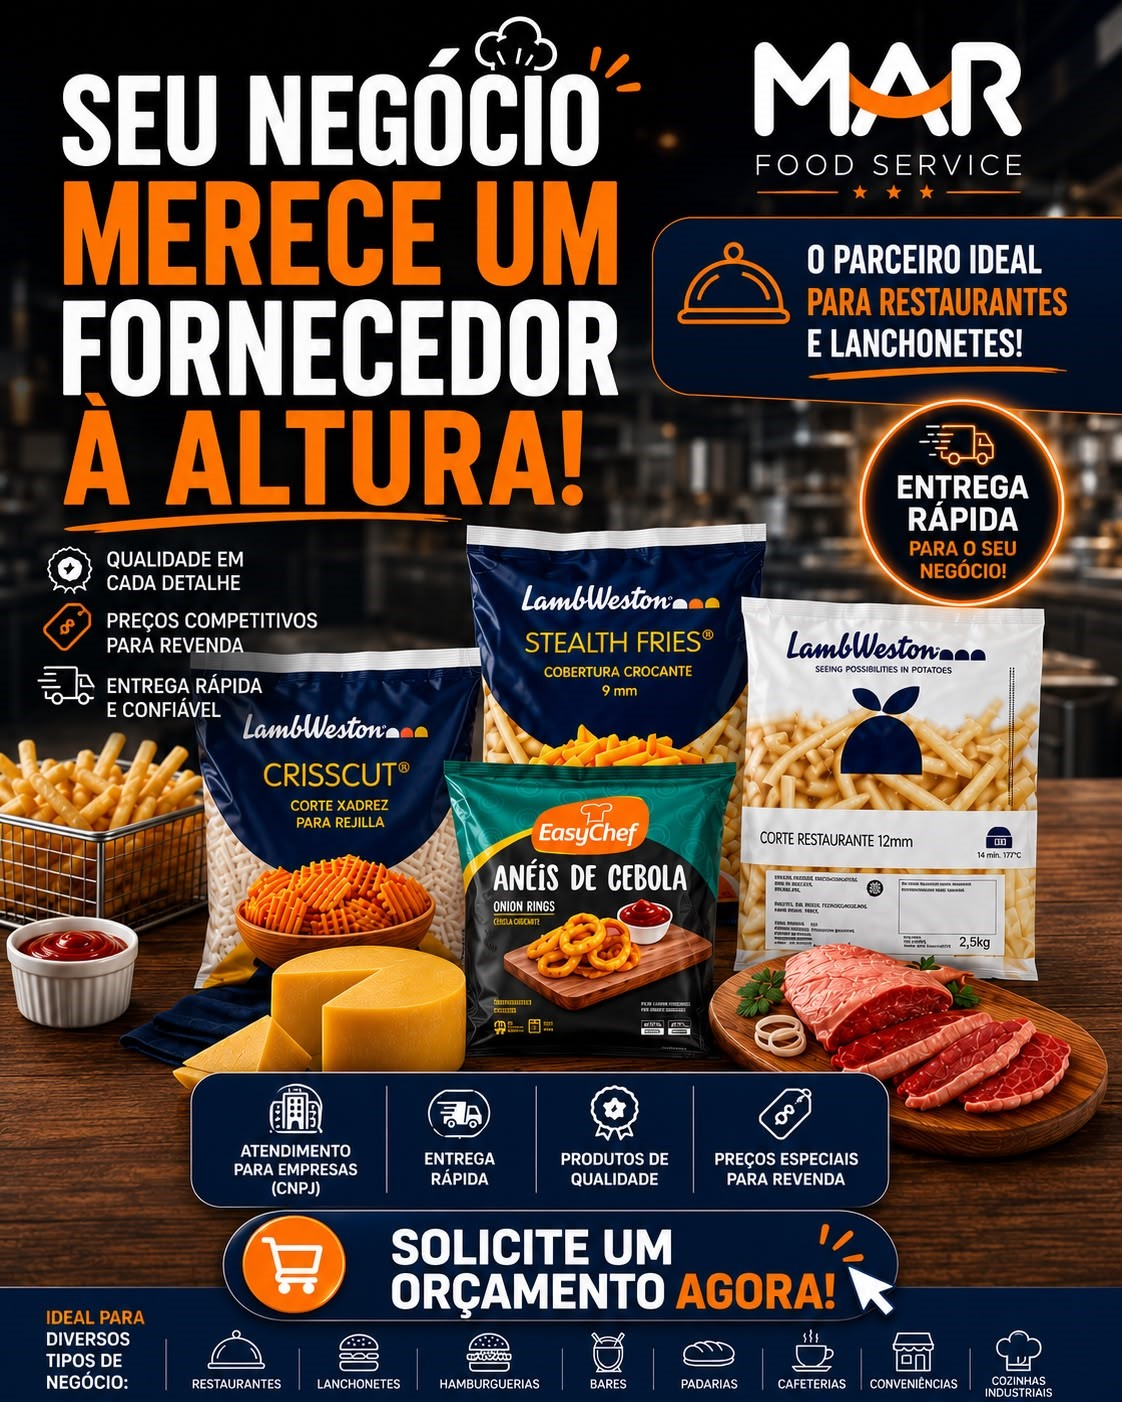 SEU NEGÓCIO
MERECE UM
FORNECEDOR
À ALTURA!
MAR
FOOD SERVICE
O PARCEIRO IDEAL
PARA RESTAURANTES
E LANCHONETES!
ENTREGA
RÁPIDA
PARA O SEU
NEGÓCIO!
QUALIDADE EM
CADA DETALHE
PREÇOS COMPETITIVOS
PARA REVENDA
ENTREGA RÁPIDA
E CONFIÁVEL
LambWeston
CRISSCUT®
CORTE XADREZ
PARA REJILLA
LambWeston
STEALTH FRIES®
COBERTURA CROCANTE
9 mm
EasyChef
ANÉIS DE CEBOLA
ONION RINGS
LambWeston
SEEING POSSIBILITIES IN POTATOES
CORTE RESTAURANTE 12mm
14 min. 177°C
2,5kg
ATENDIMENTO
PARA EMPRESAS
(CNPJ)
ENTREGA
RÁPIDA
PRODUTOS DE
QUALIDADE
PREÇOS ESPECIAIS
PARA REVENDA
SOLICITE UM
ORÇAMENTO AGORA!
IDEAL PARA
DIVERSOS
TIPOS DE
NEGÓCIO:
RESTAURANTES
LANCHONETES
HAMBURGUERIAS
BARES
PADARIAS
CAFETERIAS
CONVENIÊNCIAS
COZINHAS
INDUSTRIAIS